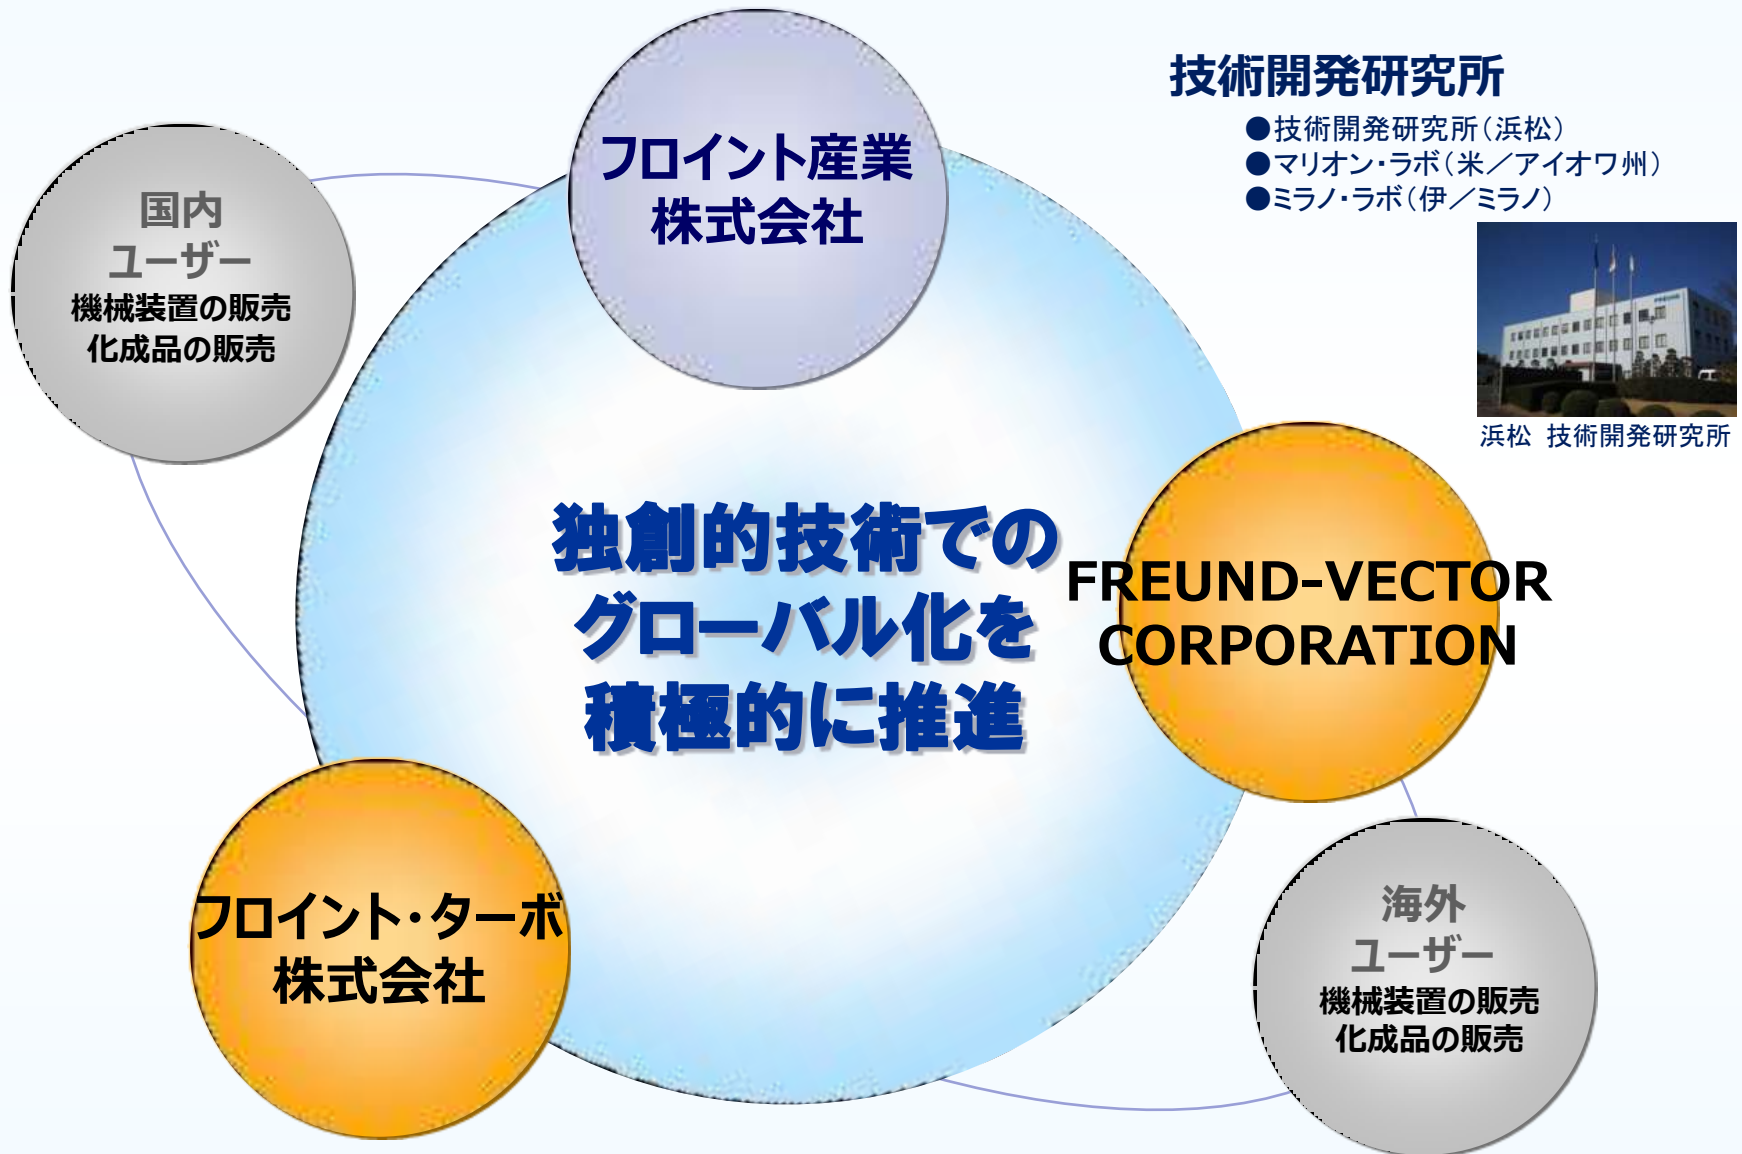 技術開発研究所
●技術開発研究所（浜松）
●マリオン・ラボ（米／アイオワ州）
●ミラノ・ラボ（伊／ミラノ）
FREUND
浜松 技術開発研究所
フロイント産業
株式会社
国内
ユーザー
機械装置の販売
化成品の販売
独創的技術での
グローバル化を
積極的に推進
FREUND-VECTOR
CORPORATION
フロイント・ターボ
株式会社
海外
ユーザー
機械装置の販売
化成品の販売